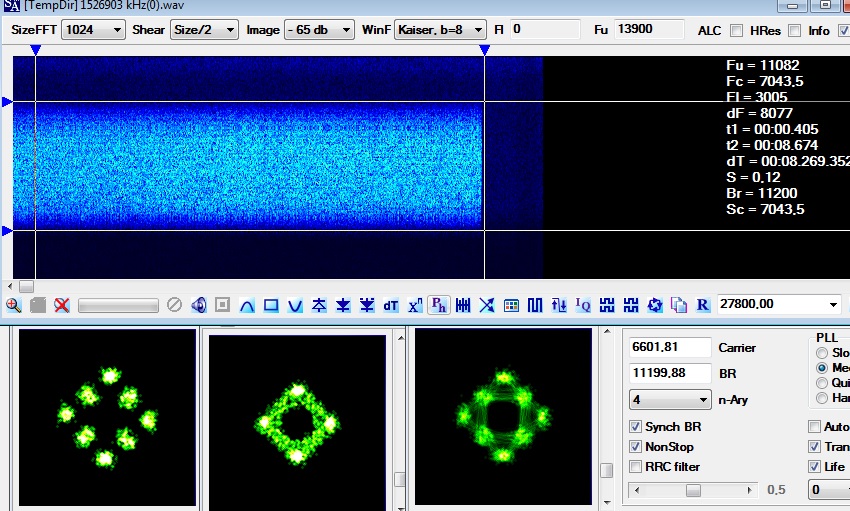 SA [TempDir] 1526903 kHz(0).wav
SizeFFT 1024 Shear Size/2 Image - 65 db WinF Kaiser, b=8 Fl 0 Fu 13900 ALC HRes Info
Fu = 11082
Fc = 7043,5
Fl = 3005
dF = 8077
t1 = 00:00.405
t2 = 00:08.674
dT = 00:08.269.352
S = 0,12
Br = 11200
Sc = 7043,5
dT Xⁿ Ph IQ R 27800,00
6601,81 Carrier
11199,88 BR
4 n-Ary
Synch BR
NonStop
RRC filter
0,5
PLL
Slo
Me
Qui
Ha
Auto
Tran
Life
0